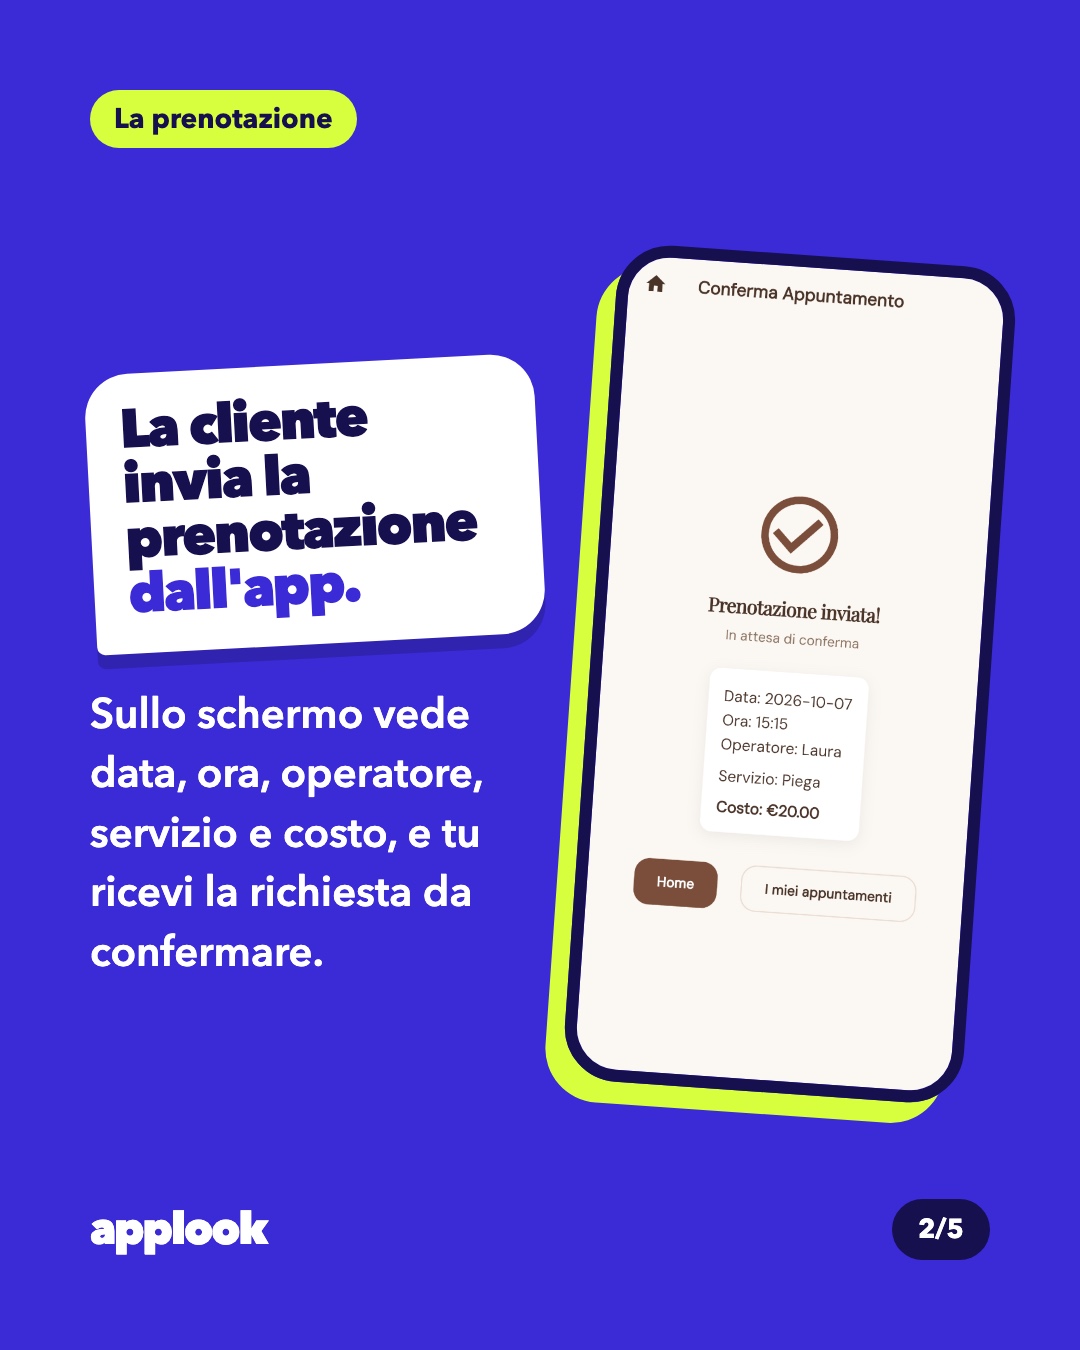 La prenotazione
La cliente
invia la
prenotazione
dall'app.
Sullo schermo vede
data, ora, operatore,
servizio e costo, e tu
ricevi la richiesta da
confermare.
Conferma Appuntamento
Prenotazione inviata!
In attesa di conferma
Data: 2026-10-07
Ora: 15:15
Operatore: Laura
Servizio: Piega
Costo: €20.00
Home
I miei appuntamenti
applook
2/5